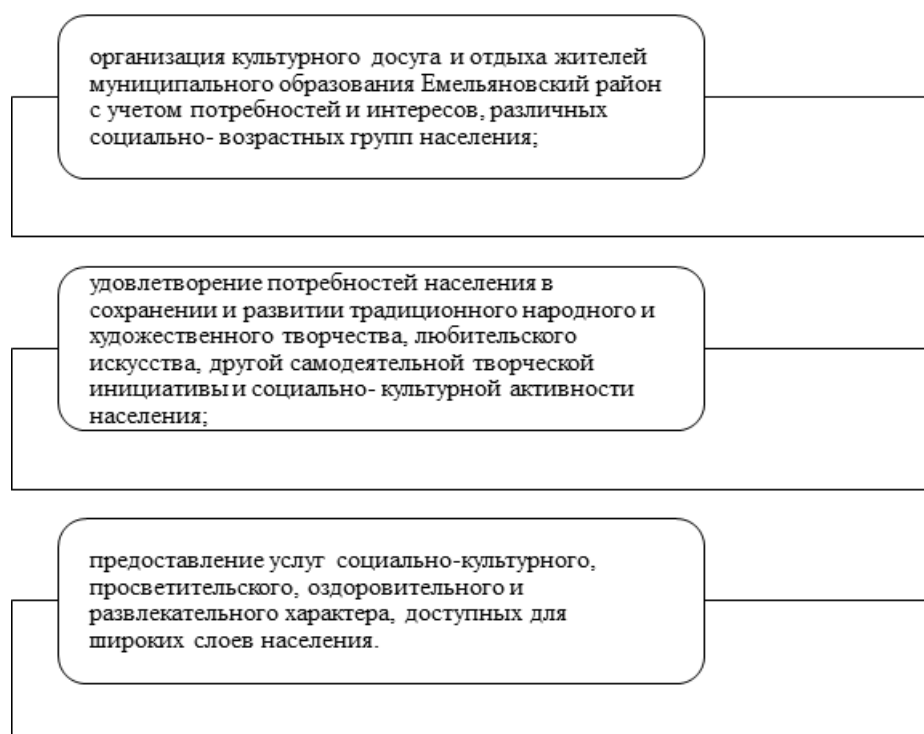 организация культурного досуга и отдыха жителей
муниципального образования Емельяновский район
с учетом потребностей и интересов, различных
социально- возрастных групп населения;
удовлетворение потребностей населения в
сохранении и развитии традиционного народного и
художественного творчества, любительского
искусства, другой самодеятельной творческой
инициативы и социально- культурной активности
населения;
предоставление услуг социально-культурного,
просветительского, оздоровительного и
развлекательного характера, доступных для
широких слоев населения.